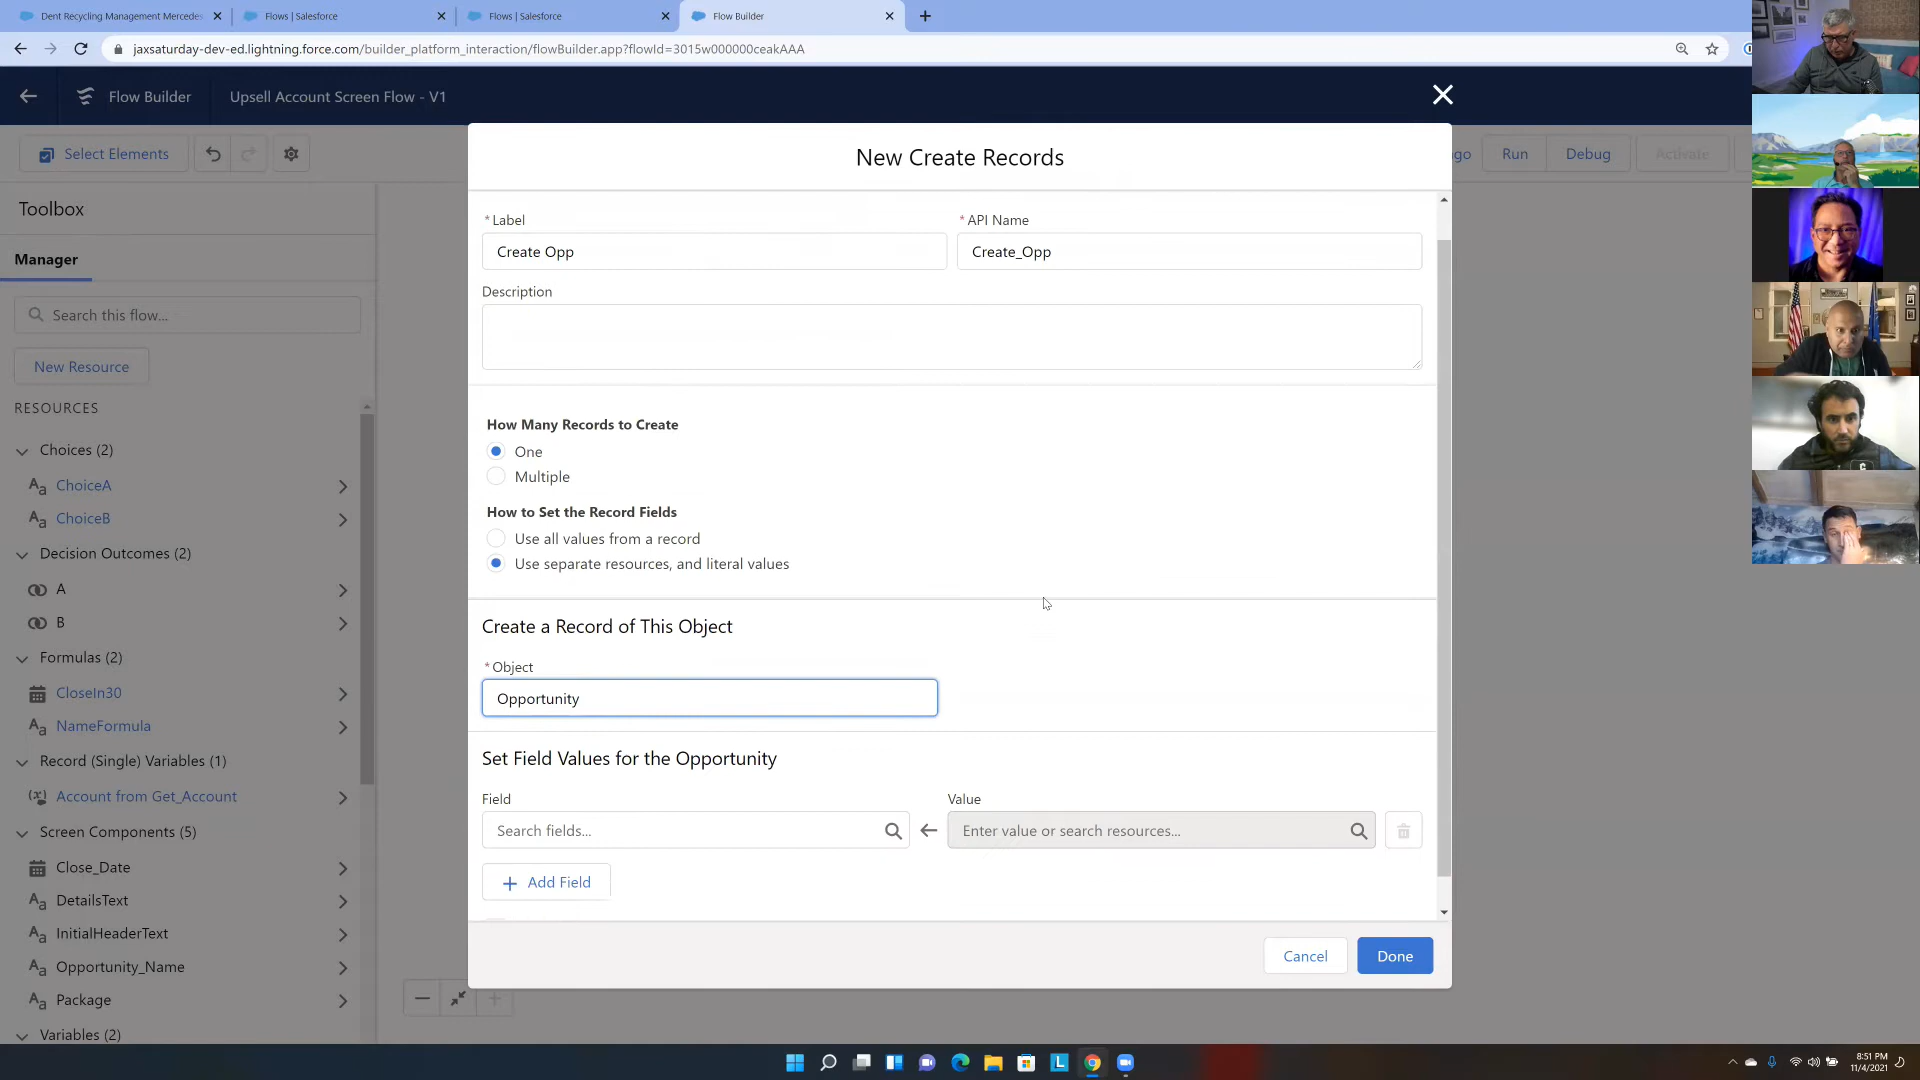 Dent Recycling Management Mercedes
Flows | Salesforce
Flows | Salesforce
Flow Builder
jaxsaturday-dev-ed.lightning.force.com/builder_platform_interaction/flowBuilder.app?flowId=3015w000000ceakAAA
Flow Builder
Upsell Account Screen Flow - V1
Select Elements
Run
Debug
Activate
New Create Records
Toolbox
Manager
Search this flow...
New Resource
RESOURCES
Choices (2)
ChoiceA
ChoiceB
Decision Outcomes (2)
A
B
Formulas (2)
CloseIn30
NameFormula
Record (Single) Variables (1)
Account from Get_Account
Screen Components (5)
Close_Date
DetailsText
InitialHeaderText
Opportunity_Name
Package
Variables (2)
*Label
*API Name
Create Opp
Create_Opp
Description
How Many Records to Create
One
Multiple
How to Set the Record Fields
Use all values from a record
Use separate resources, and literal values
Create a Record of This Object
*Object
Opportunity
Set Field Values for the Opportunity
Field
Value
Search fields...
Enter value or search resources...
+ Add Field
Cancel
Done
8:51 PM
11/4/2021